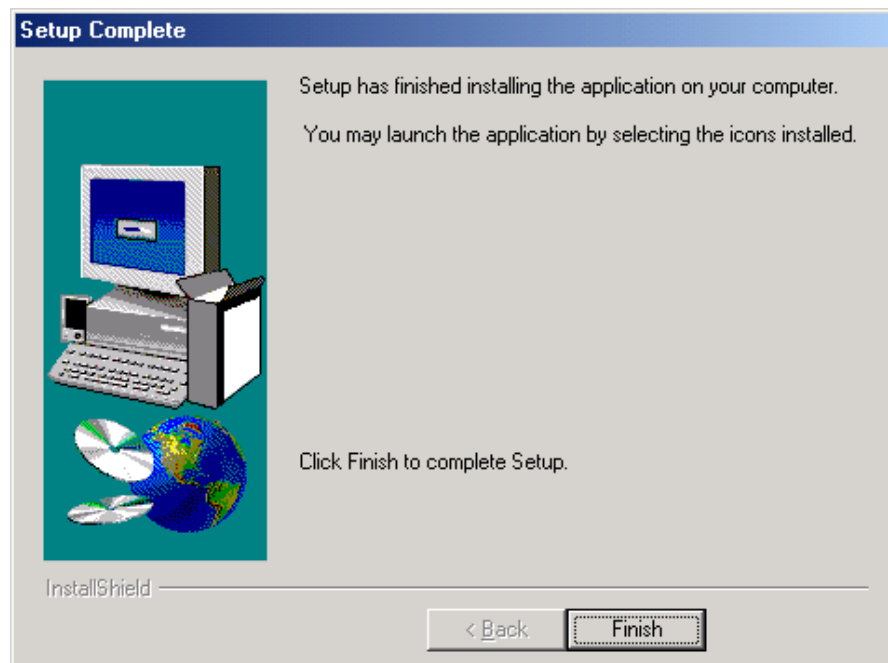 Setup Complete
Setup has finished installing the application on your computer.
You may launch the application by selecting the icons installed.
Click Finish to complete Setup.
InstallShield
< Back
Finish